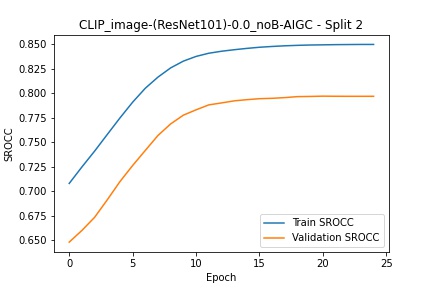 CLIP_image-(ResNet101)-0.0_noB-AIGC - Split 2
0.850
0.825
0.800
0.775
0.750
0.725
0.700
0.675
0.650
SROCC
Train SROCC
Validation SROCC
0 5 10 15 20 25
Epoch